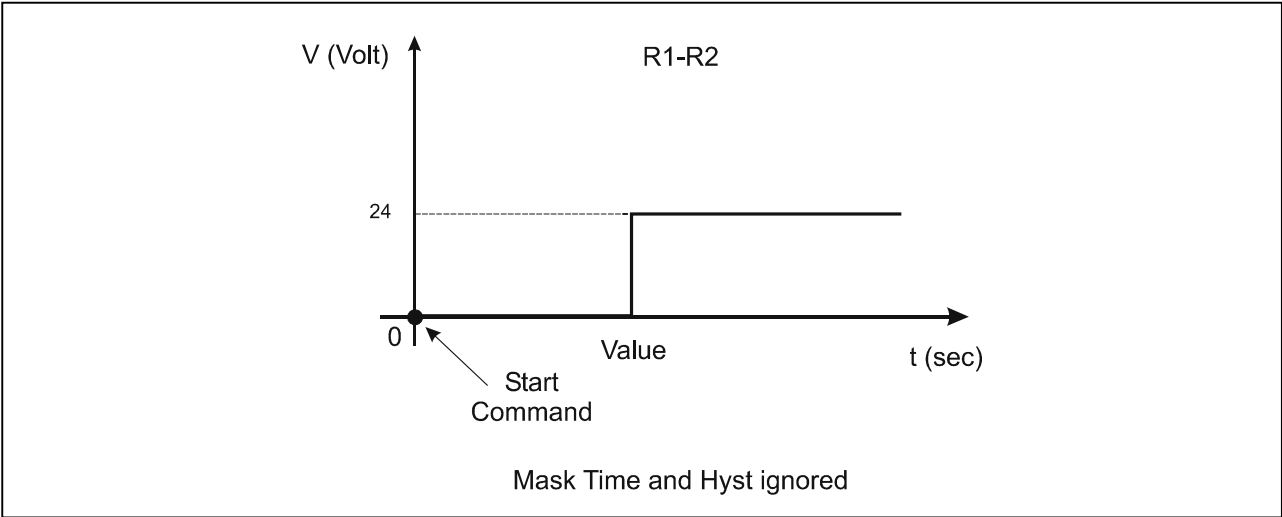 V (Volt)
R1-R2
24
0
Value
t (sec)
Start
Command
Mask Time and Hyst ignored